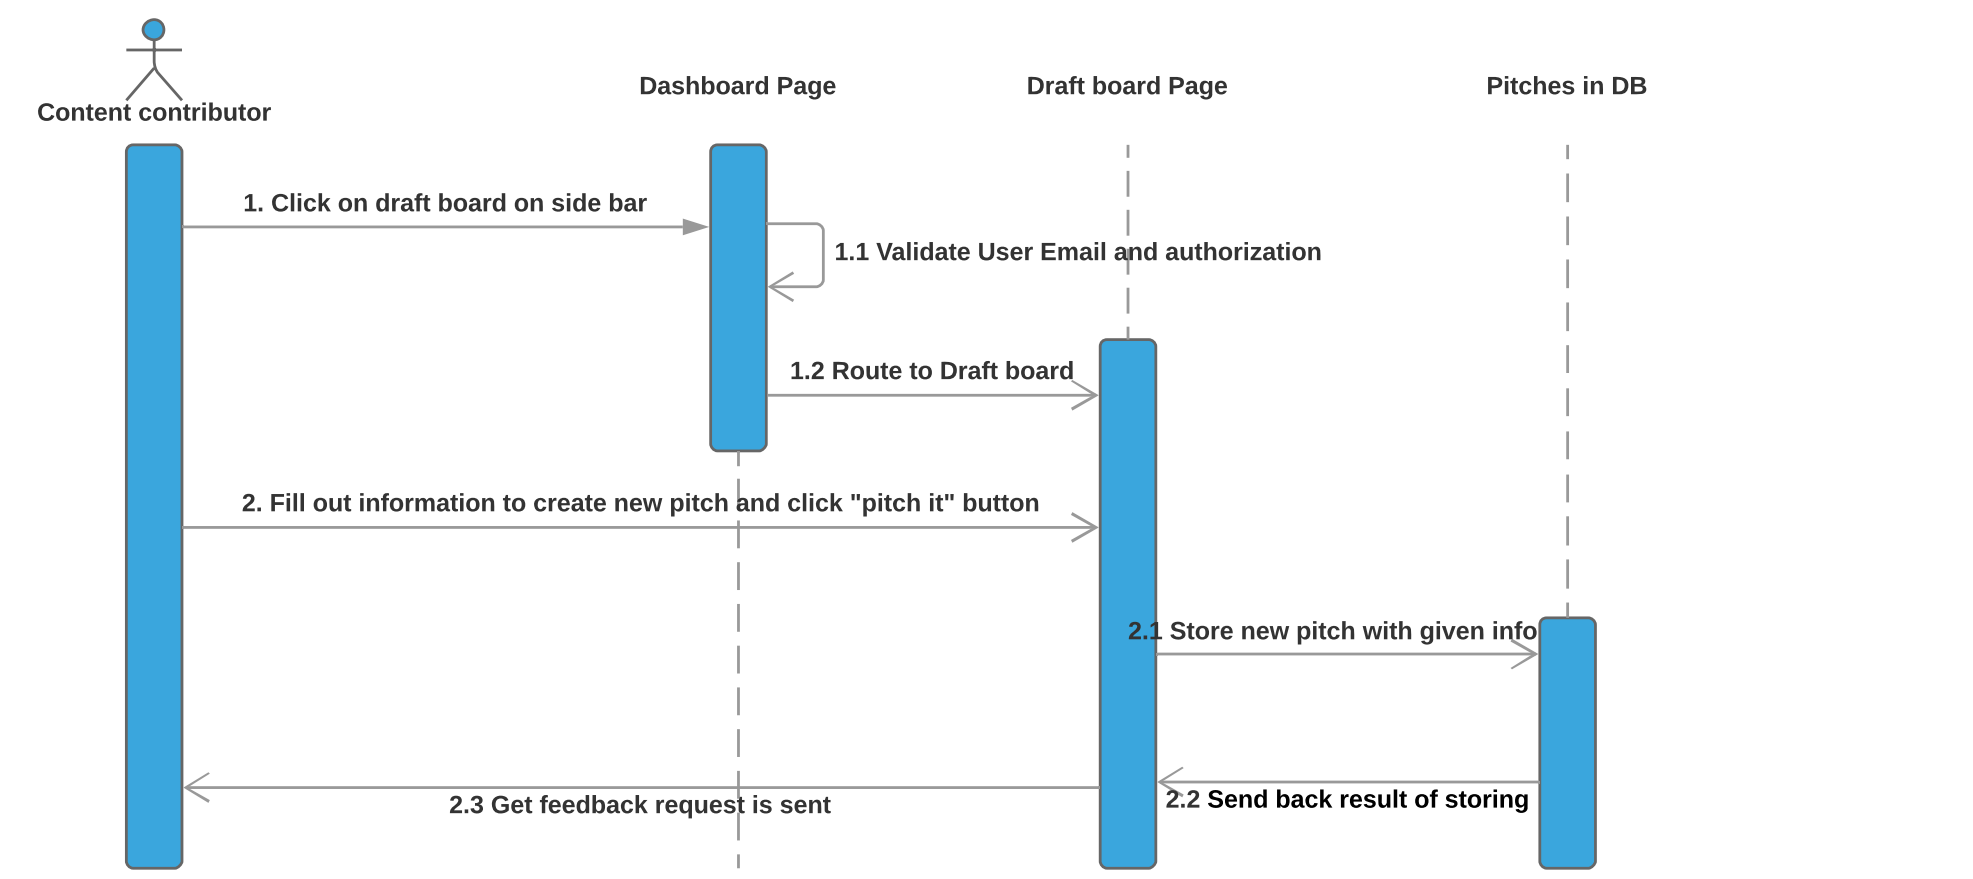 Content contributor
Dashboard Page
Draft board Page
Pitches in DB
1. Click on draft board on side bar
1.1 Validate User Email and authorization
1.2 Route to Draft board
2. Fill out information to create new pitch and click "pitch it" button
2.1 Store new pitch with given info
2.2 Send back result of storing
2.3 Get feedback request is sent